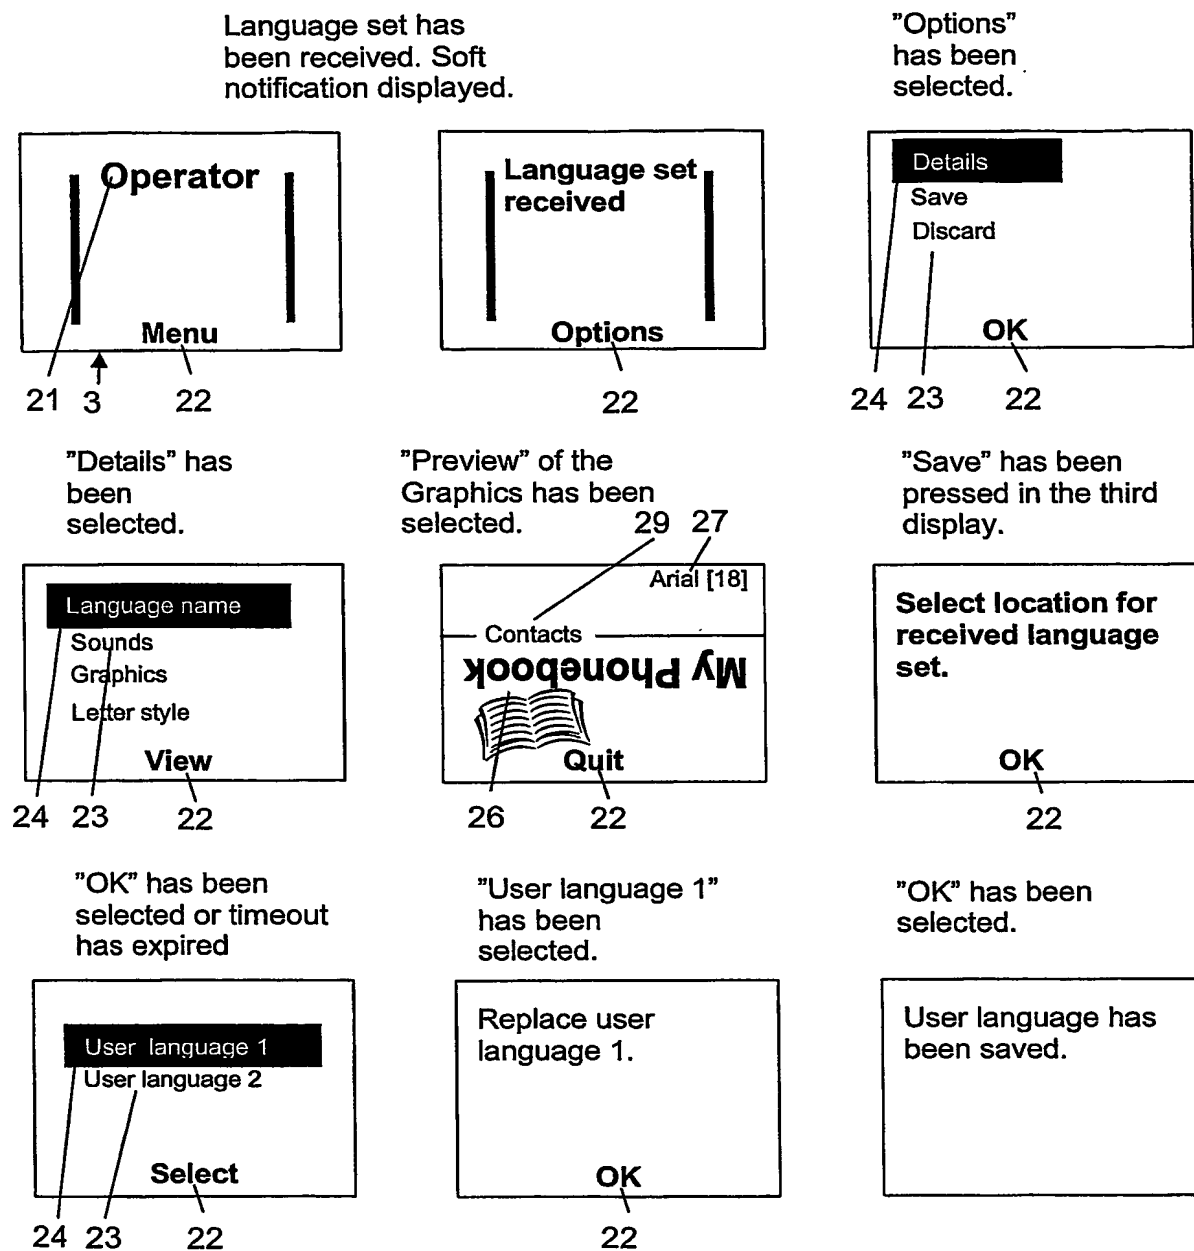 Language set has
been received. Soft
notification displayed.
"Options"
has been
selected.
Operator
Menu
21 3 22
Language set
received
Options
22
Details
Save
Discard
OK
24 23 22
"Details" has
been
selected.
"Preview" of the
Graphics has been
selected.
29 27
"Save" has been
pressed in the third
display.
Language name
Sounds
Graphics
Letter style
View
24 23 22
Arial [18]
Contacts
My Phonebook
Quit
26 22
Select location for
received language
set.
OK
22
"OK" has been
selected or timeout
has expired
"User language 1"
has been
selected.
"OK" has been
selected.
User language 1
User language 2
Select
24 23 22
Replace user
language 1.
OK
22
User language has
been saved.